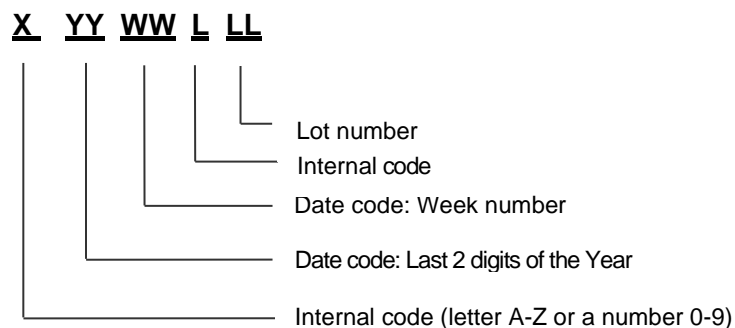 X YY WW L LL
Lot number
Internal code
Date code: Week number
Date code: Last 2 digits of the Year
Internal code (letter A-Z or a number 0-9)